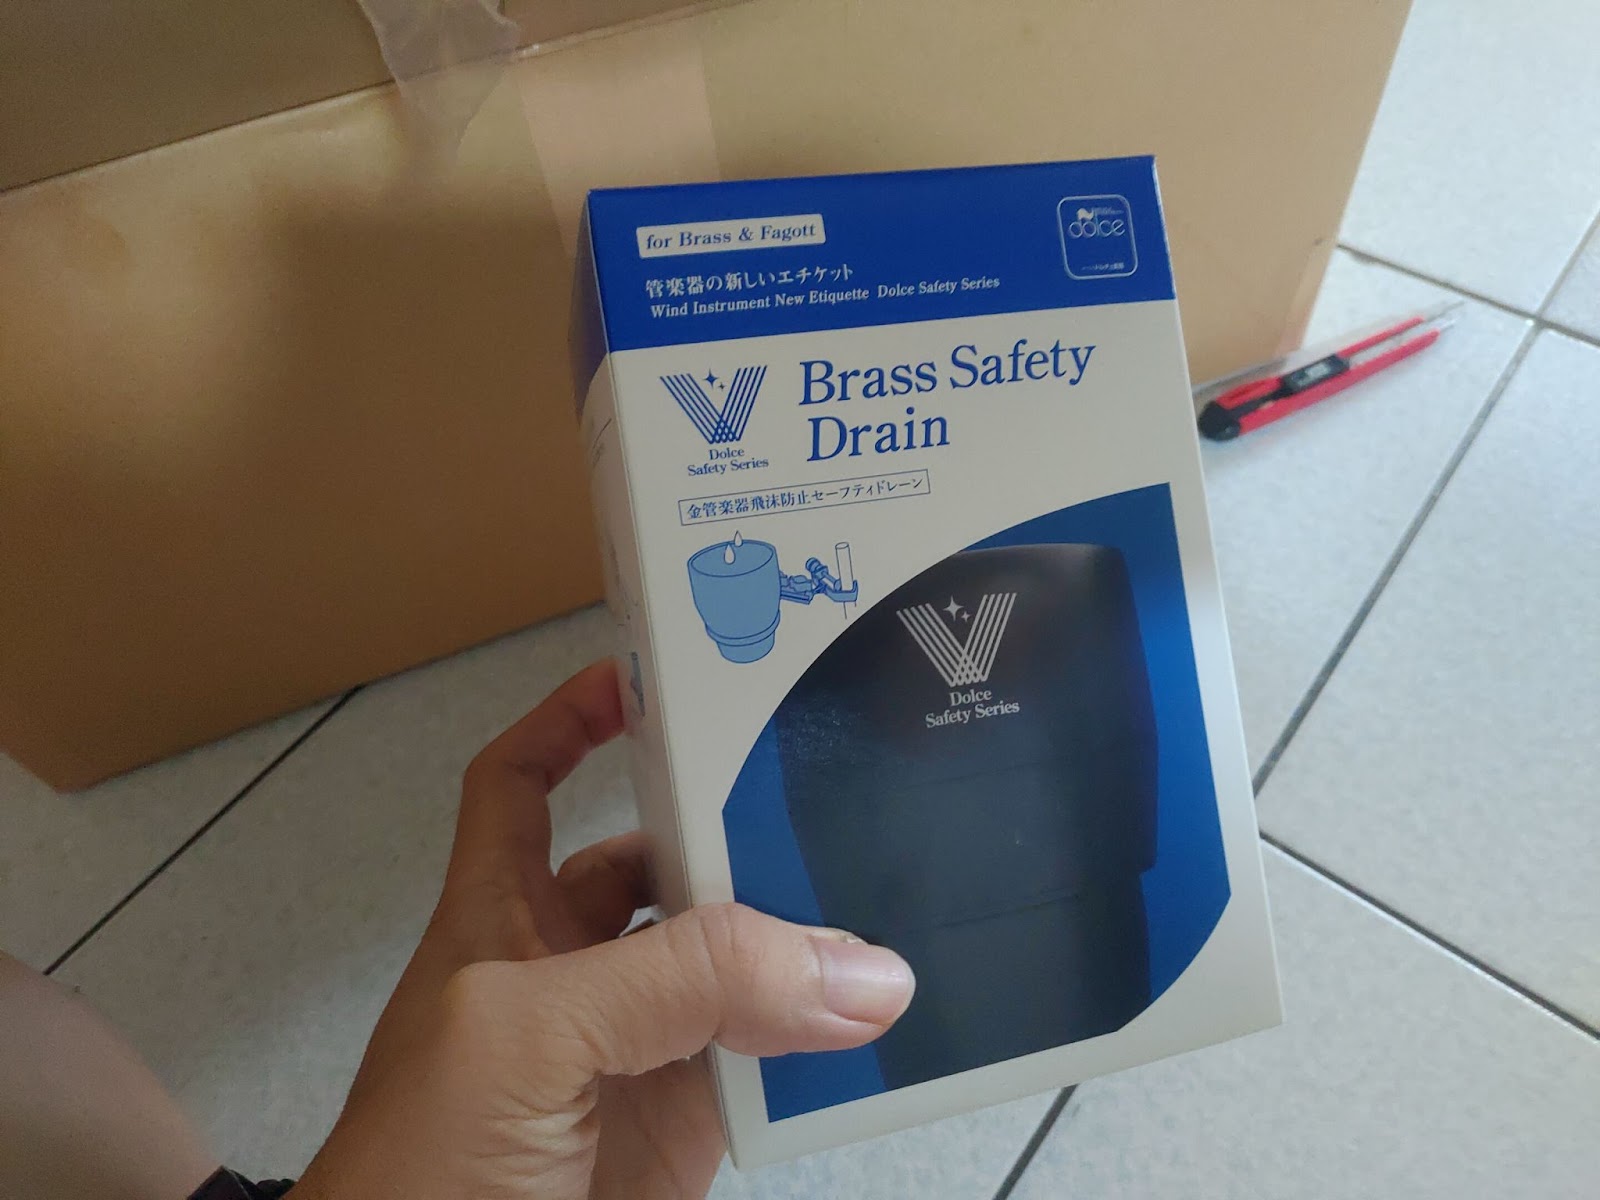 for Brass & Fagott
管楽器の新しいエチケット
Wind Instrument New Etiquette Dolce Safety Series
dolce
Brass Safety
Drain
Dolce
Safety Series
金管楽器飛沫防止セーフティドレーン
Dolce
Safety Series